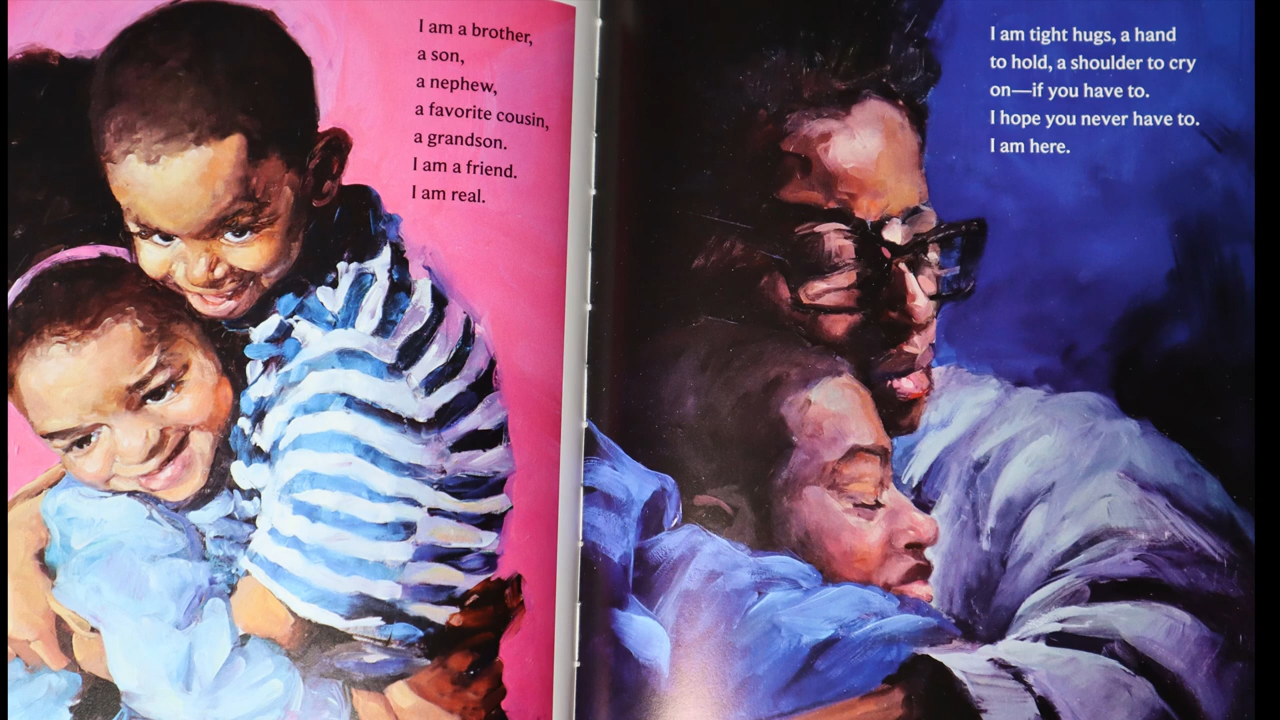 I am a brother,
a son,
a nephew,
a favorite cousin,
a grandson.
I am a friend.
I am real.
I am tight hugs, a hand
to hold, a shoulder to cry
on—if you have to.
I hope you never have to.
I am here.